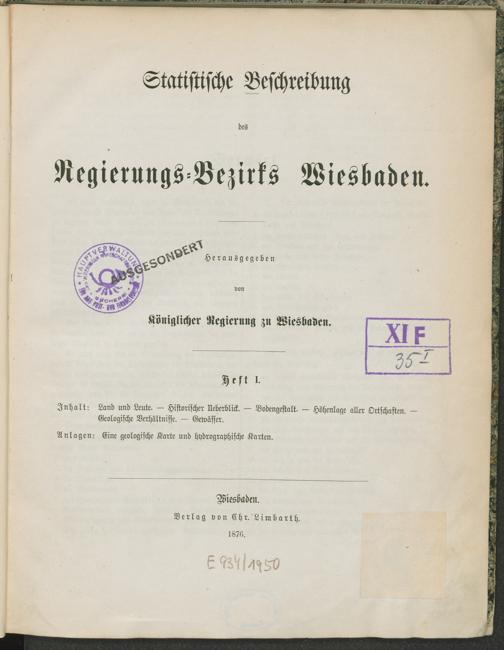 Statistische Beschreibung
des
Regierungs-Bezirks Wiesbaden.
Herausgegeben
von
Königlicher Regierung zu Wiesbaden.
HAUPTVERWALTUNG
BÜCHEREI
AUSGESONDERT
XI F
35 I
Heft I.
Inhalt: Land und Leute. — Historischer Ueberblick. — Bodengestalt. — Höhenlage aller Ortschaften. —
Geologische Verhältnisse. — Gewässer.
Anlagen: Eine geologische Karte und hydrographische Karten.
Wiesbaden.
Verlag von Chr. Limbarth.
1876.
E 934/1950